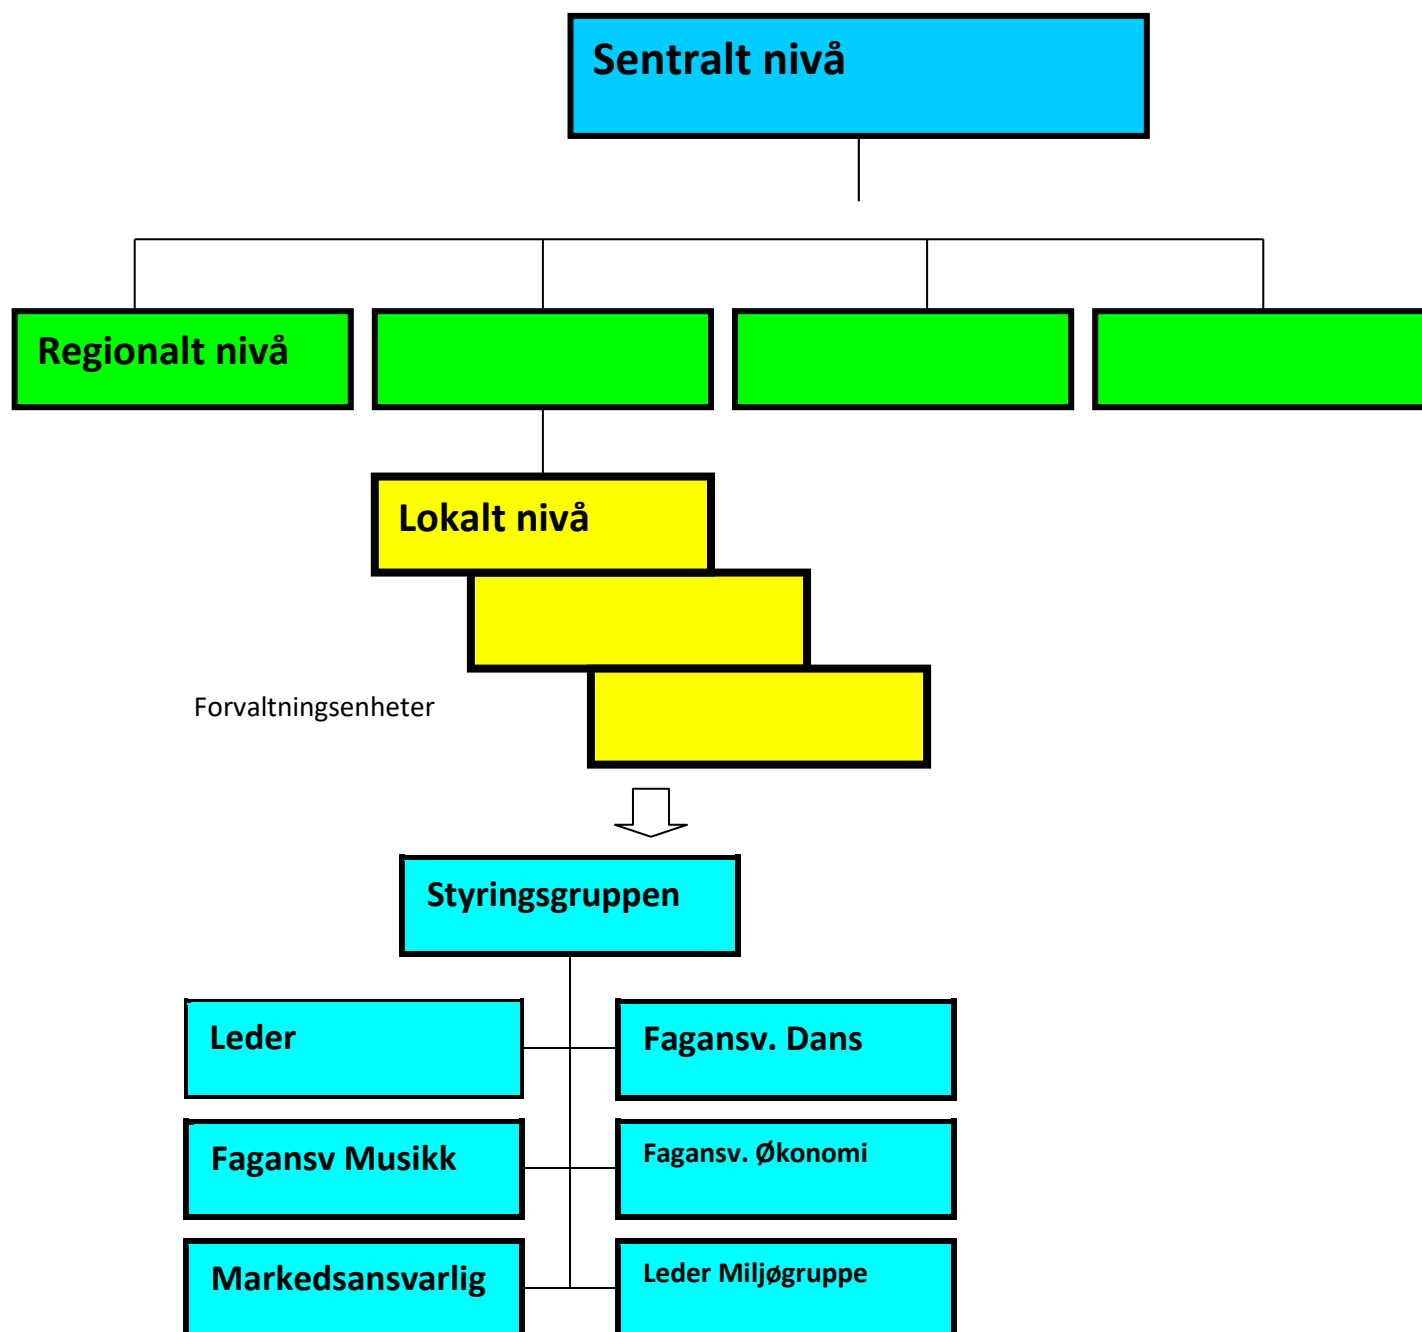 Sentralt nivå
Regionalt nivå
Lokalt nivå
Forvaltningsenheter
Styringsgruppen
Leder
Fagansv. Dans
Fagansv Musikk
Fagansv. Økonomi
Markedsansvarlig
Leder Miljøgruppe